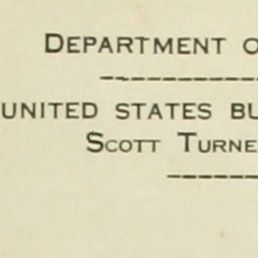 DEPARTMENT O
UNITED STATES BU
SCOTT TURNE